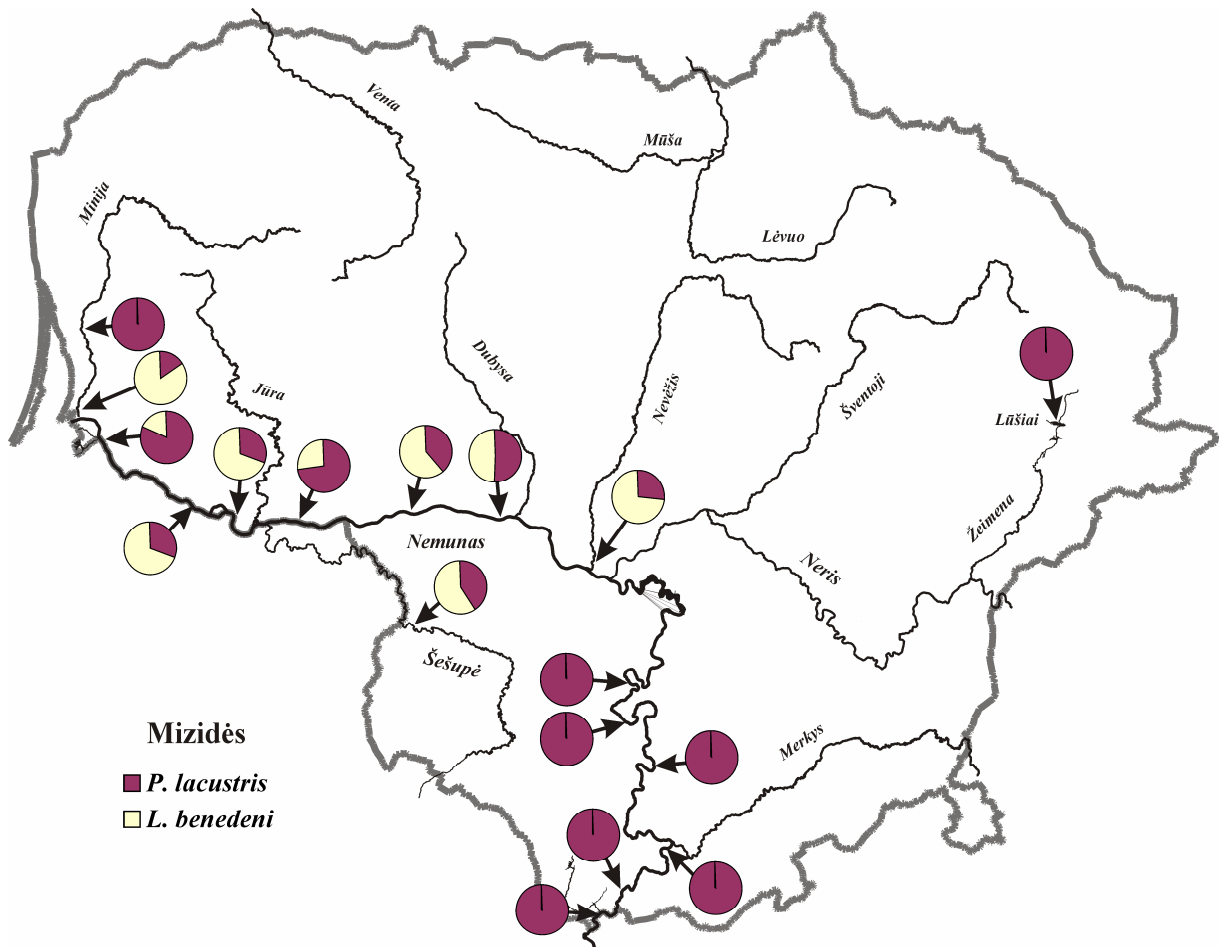 Venta
Mūša
Minija
Lėvuo
Dubysa
Jūra
Nevėžis
Šventoji
Lūšiai
Žeimena
Nemunas
Neris
Šešupė
Merkys
Mizidės
P. lacustris
L. benedeni